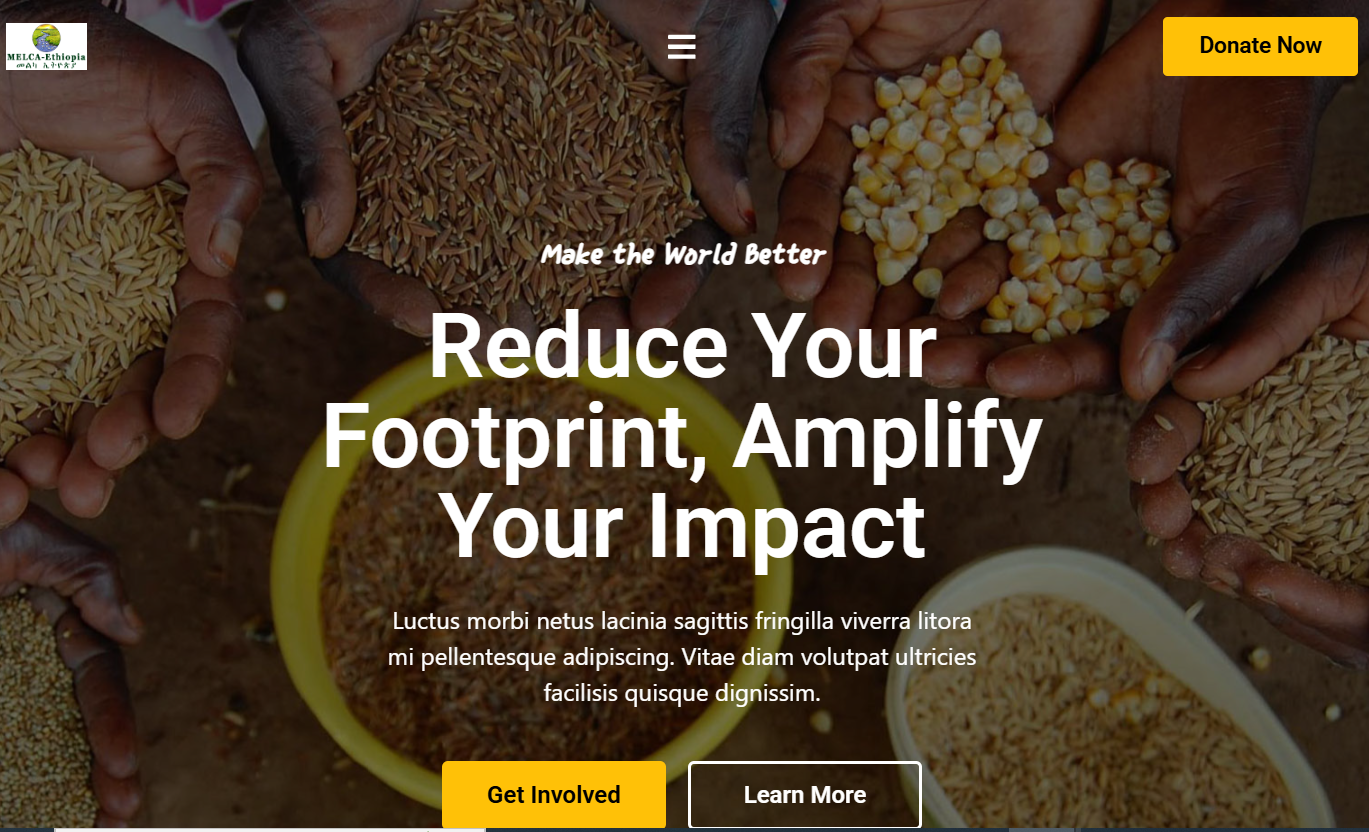 MELCA-Ethiopia
መልካ ኢትዮጵያ
Donate Now
Make the World Better
Reduce Your
Footprint, Amplify
Your Impact
Luctus morbi netus lacinia sagittis fringilla viverra litora
mi pellentesque adipiscing. Vitae diam volutpat ultricies
facilisis quisque dignissim.
Get Involved
Learn More